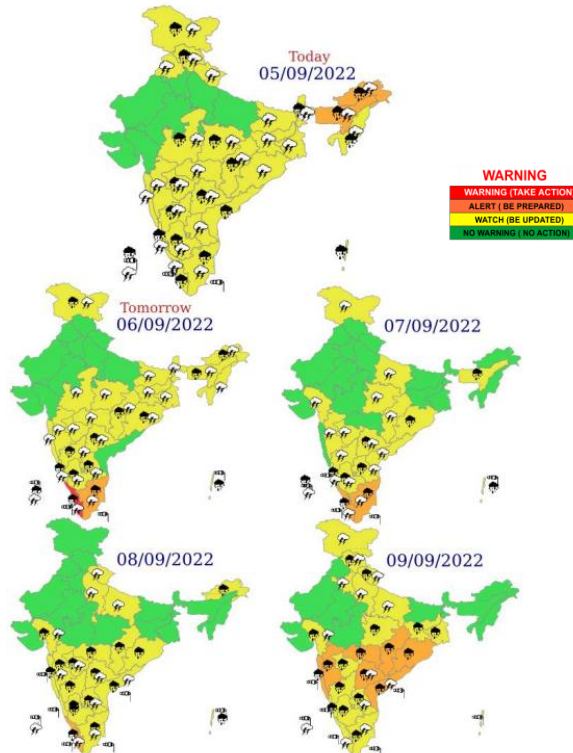 Today
05/09/2022
WARNING
WARNING (TAKE ACTION)
ALERT ( BE PREPARED)
WATCH (BE UPDATED)
NO WARNING ( NO ACTION)
Tomorrow
06/09/2022
07/09/2022
08/09/2022
09/09/2022